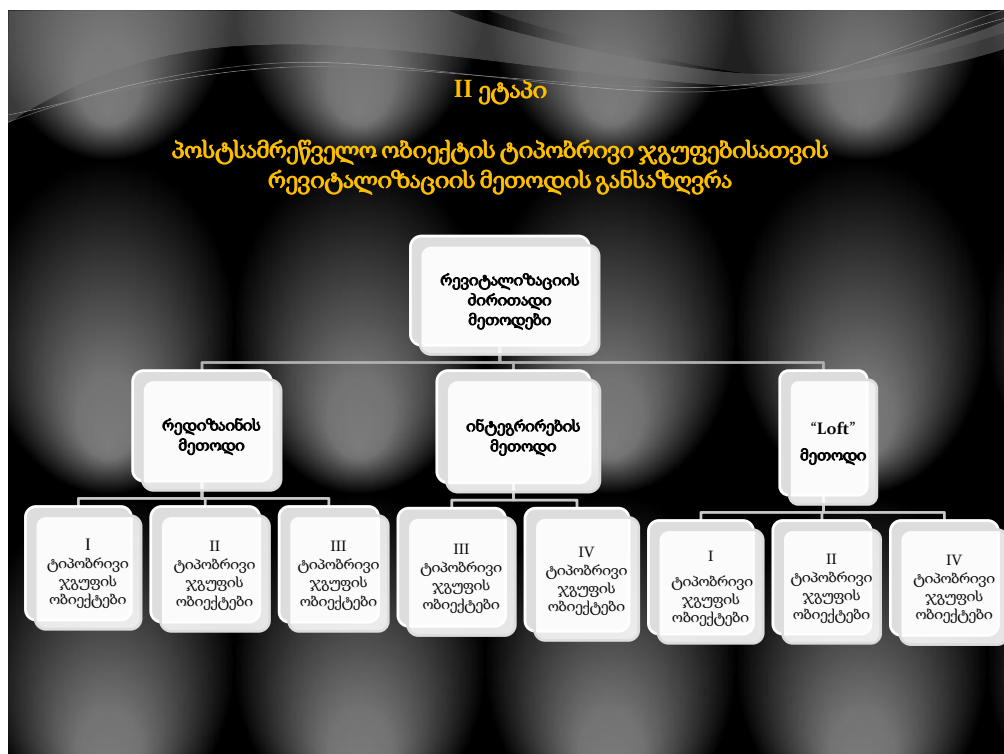 II ეტაპი
პოსტსამრეწველო ობიექტის ტიპობრივი ჯგუფებისათვის
რევიტალიზაციის მეთოდის განსაზღვრა
რევიტალიზაციის
პირითადი
მეთოდები
რედიზაინის
მეთოდი
ინტეგრირების
მეთოდი
“Loft”
მეთოდი
I
ტიპობრივი
ჯგუფის
ობიექტები
II
ტიპობრივი
ჯგუფის
ობიექტები
III
ტიპობრივი
ჯგუფის
ობიექტები
III
ტიპობრივი
ჯგუფის
ობიექტები
IV
ტიპობრივი
ჯგუფის
ობიექტები
I
ტიპობრივი
ჯგუფის
ობიექტები
II
ტიპობრივი
ჯგუფის
ობიექტები
IV
ტიპობრივი
ჯგუფის
ობიექტები